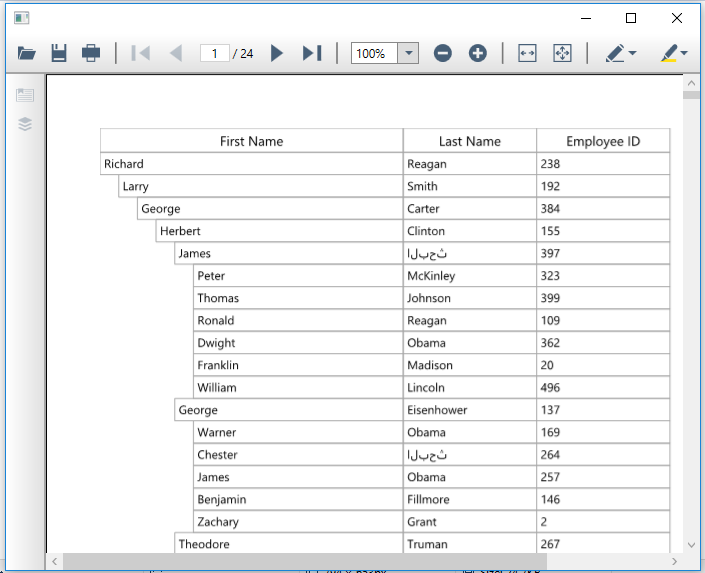 1 / 24 100%
First Name Last Name Employee ID
Richard Reagan 238
Larry Smith 192
George Carter 384
Herbert Clinton 155
James ثحبلا 397
Peter McKinley 323
Thomas Johnson 399
Ronald Reagan 109
Dwight Obama 362
Franklin Madison 20
William Lincoln 496
George Eisenhower 137
Warner Obama 169
Chester ثحبلا 264
James Obama 257
Benjamin Fillmore 146
Zachary Grant 2
Theodore Truman 267